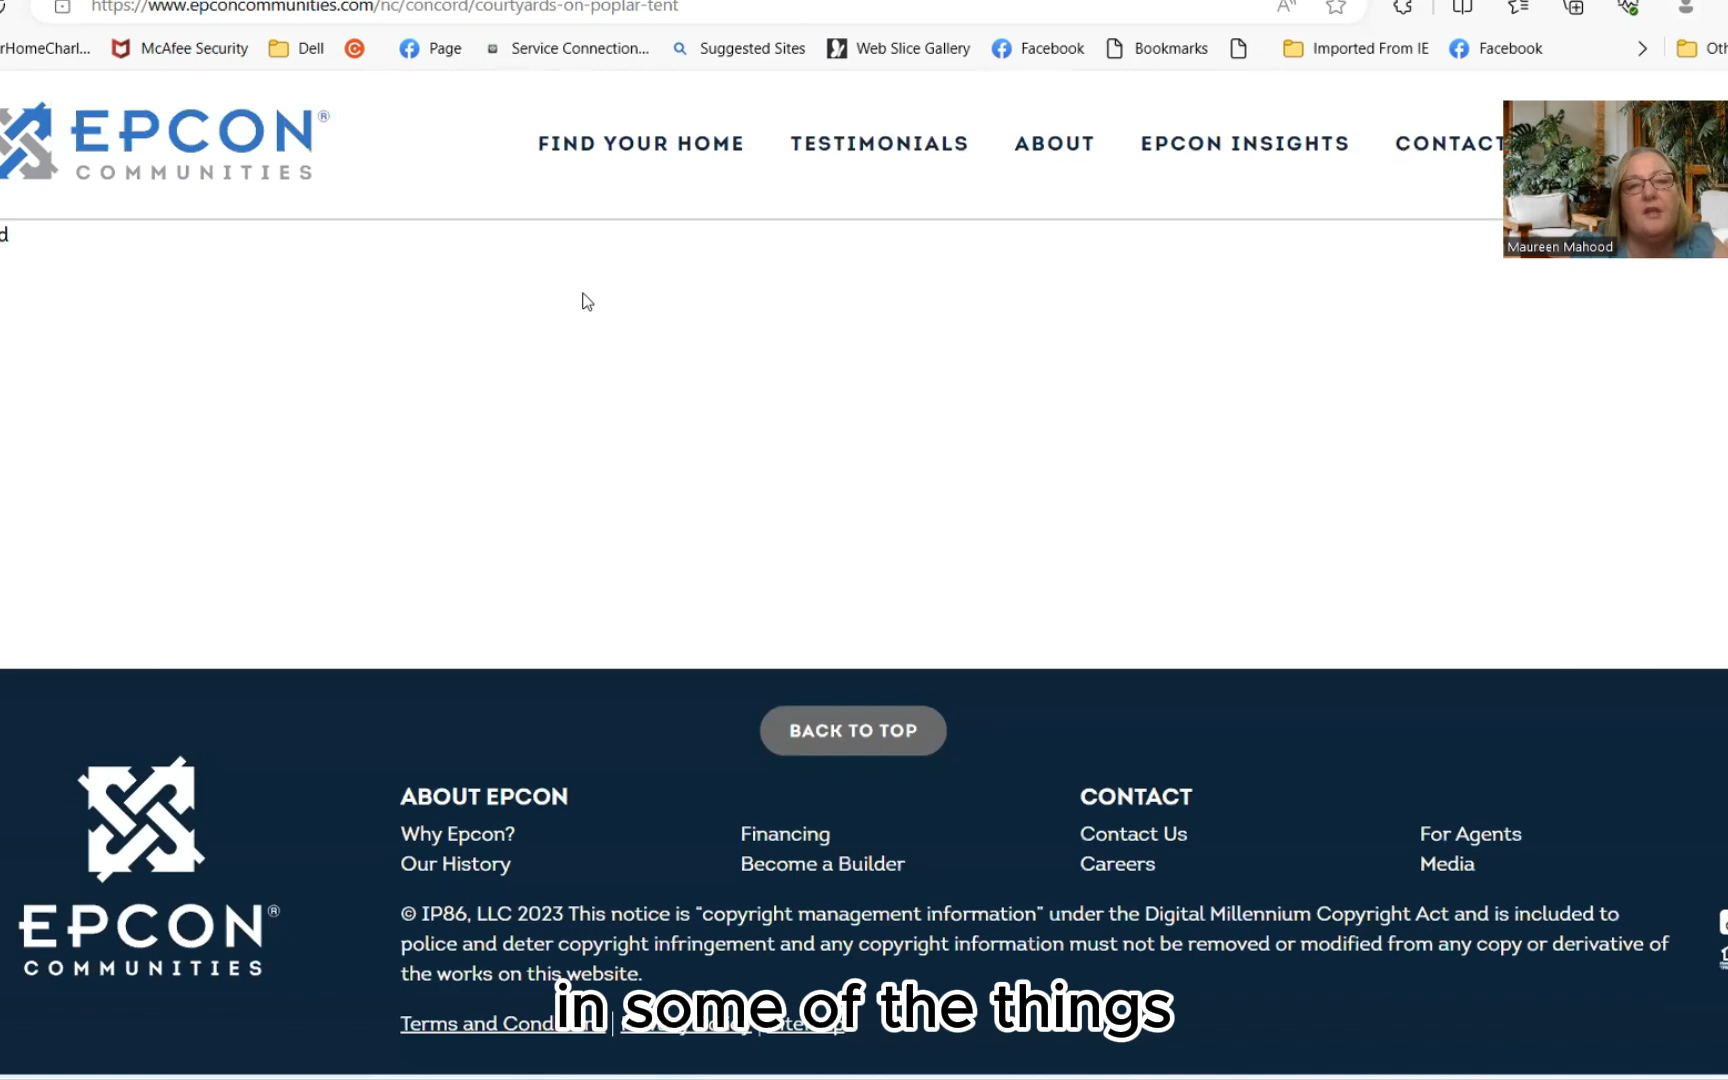 https://www.epconcommunities.com/nc/concord/courtyards-on-poplar-tent
rHomeCharl... McAfee Security Dell Page Service Connection... Suggested Sites Web Slice Gallery Facebook Bookmarks Imported From IE Facebook Oth
EPCON®
COMMUNITIES
FIND YOUR HOME TESTIMONIALS ABOUT EPCON INSIGHTS CONTACT
d
Maureen Mahood
BACK TO TOP
ABOUT EPCON
Why Epcon?
Our History
Financing
Become a Builder
CONTACT
Contact Us
Careers
For Agents
Media
EPCON®
COMMUNITIES
© IP86, LLC 2023 This notice is “copyright management information” under the Digital Millennium Copyright Act and is included to
police and deter copyright infringement and any copyright information must not be removed or modified from any copy or derivative of
the works on this website.
Terms and
in some of the things